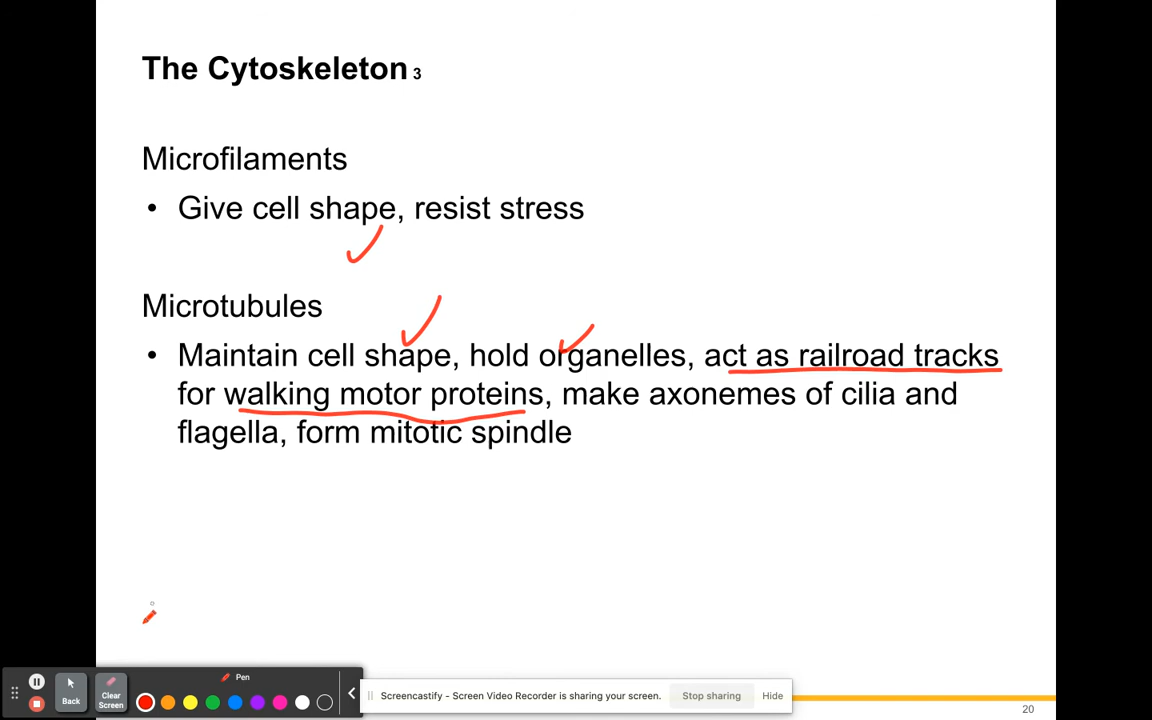 The Cytoskeleton 3
Microfilaments
• Give cell shape, resist stress
Microtubules
• Maintain cell shape, hold organelles, act as railroad tracks
for walking motor proteins, make axonemes of cilia and
flagella, form mitotic spindle
Pen
Back
Clear
Screen
Screencastify - Screen Video Recorder is sharing your screen.
Stop sharing
Hide
20